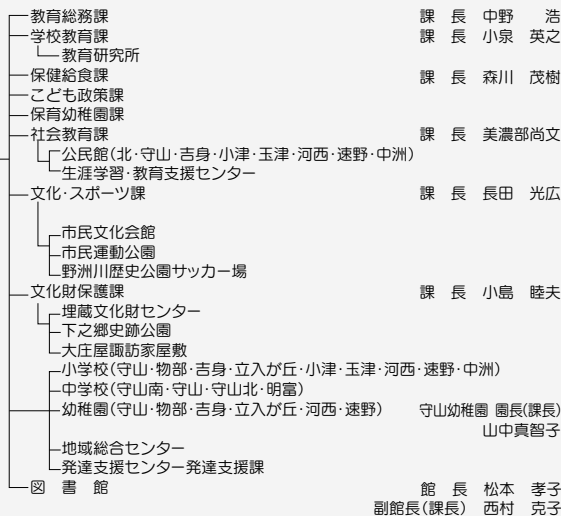 教育総務課 課長 中野 浩
学校教育課 課長 小泉 英之
教育研究所
保健給食課 課長 森川 茂樹
こども政策課
保育幼稚園課
社会教育課 課長 美濃部尚文
公民館(北・守山・吉身・小津・玉津・河西・速野・中洲)
生涯学習・教育支援センター
文化・スポーツ課 課長 長田 光広
市民文化会館
市民運動公園
野洲川歴史公園サッカー場
文化財保護課 課長 小島 睦夫
埋蔵文化財センター
下之郷史跡公園
大庄屋諏訪家屋敷
小学校(守山・物部・吉身・立入が丘・小津・玉津・河西・速野・中洲)
中学校(守山南・守山・守山北・明富)
幼稚園(守山・物部・吉身・立入が丘・河西・速野) 守山幼稚園 園長(課長)
山中真智子
地域総合センター
発達支援センター発達支援課
図書館 館長 松本 孝子
副館長(課長) 西村 克子